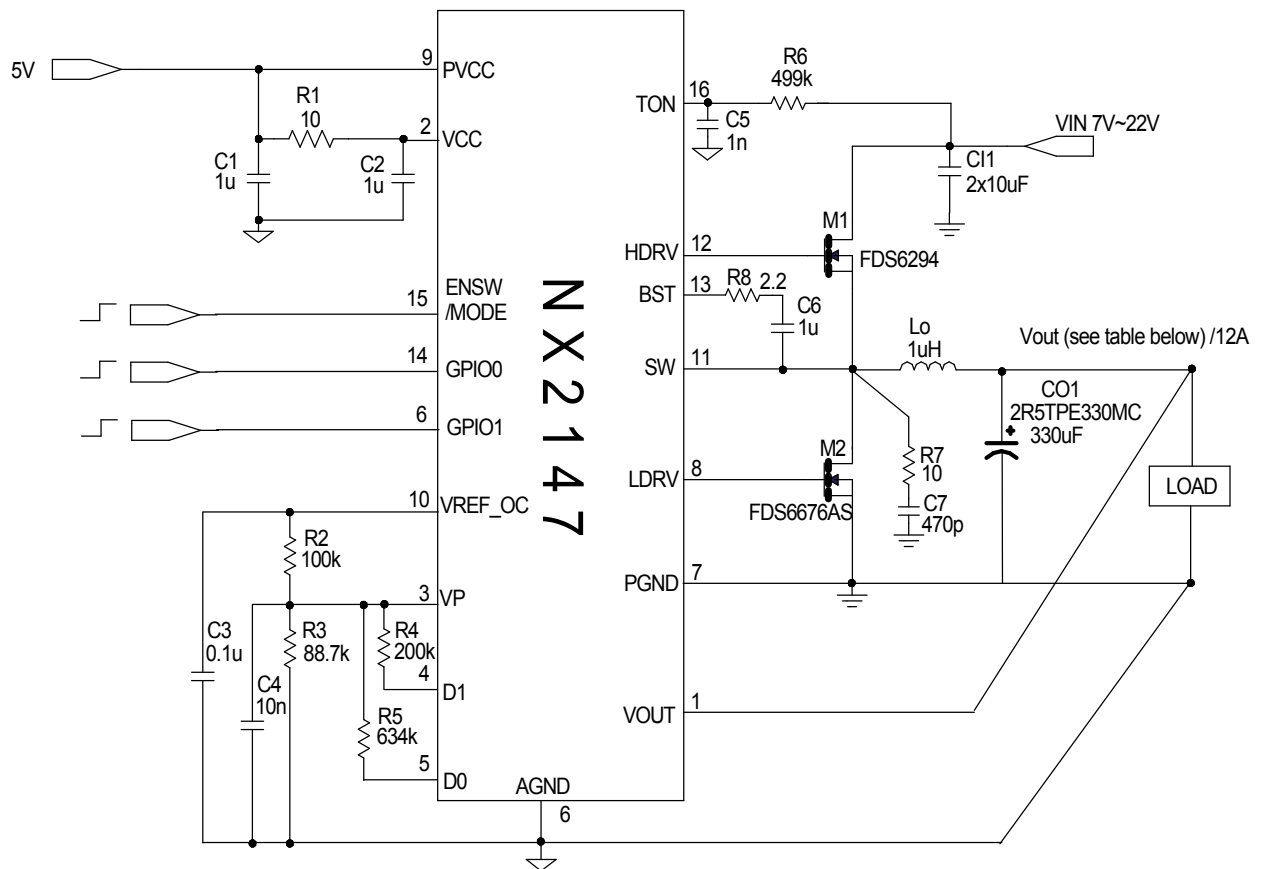 5V
9
PVCC
R1
10
2
VCC
C1
1u
C2
1u
ENSW
/MODE
15
14
GPIO0
6
GPIO1
10
VREF_OC
R2
100k
3
VP
C3
0.1u
R3
88.7k
C4
10n
R4
200k
4
D1
R5
634k
5
D0
AGND
6
NX2147
TON
16
R6
499k
C5
1n
VIN 7V~22V
CI1
2x10uF
HDRV
12
M1
FDS6294
BST
13
R8
2.2
C6
1u
SW
11
Lo
1uH
Vout (see table below) /12A
CO1
2R5TPE330MC
330uF
+
LDRV
8
M2
FDS6676AS
R7
10
C7
470p
LOAD
PGND
7
VOUT
1